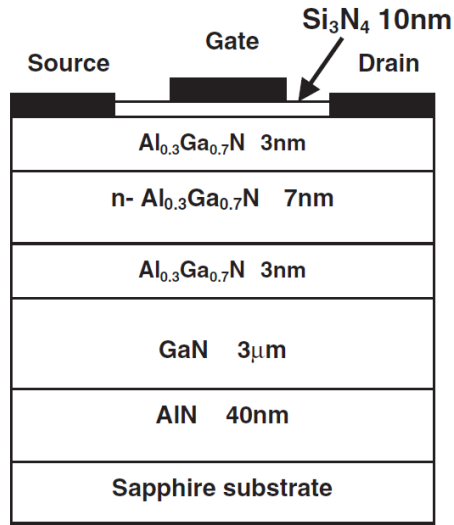 Si₃N₄ 10nm
Gate
Source
Drain
Al₀.₃Ga₀.₇N 3nm
n- Al₀.₃Ga₀.₇N 7nm
Al₀.₃Ga₀.₇N 3nm
GaN 3μm
AlN 40nm
Sapphire substrate